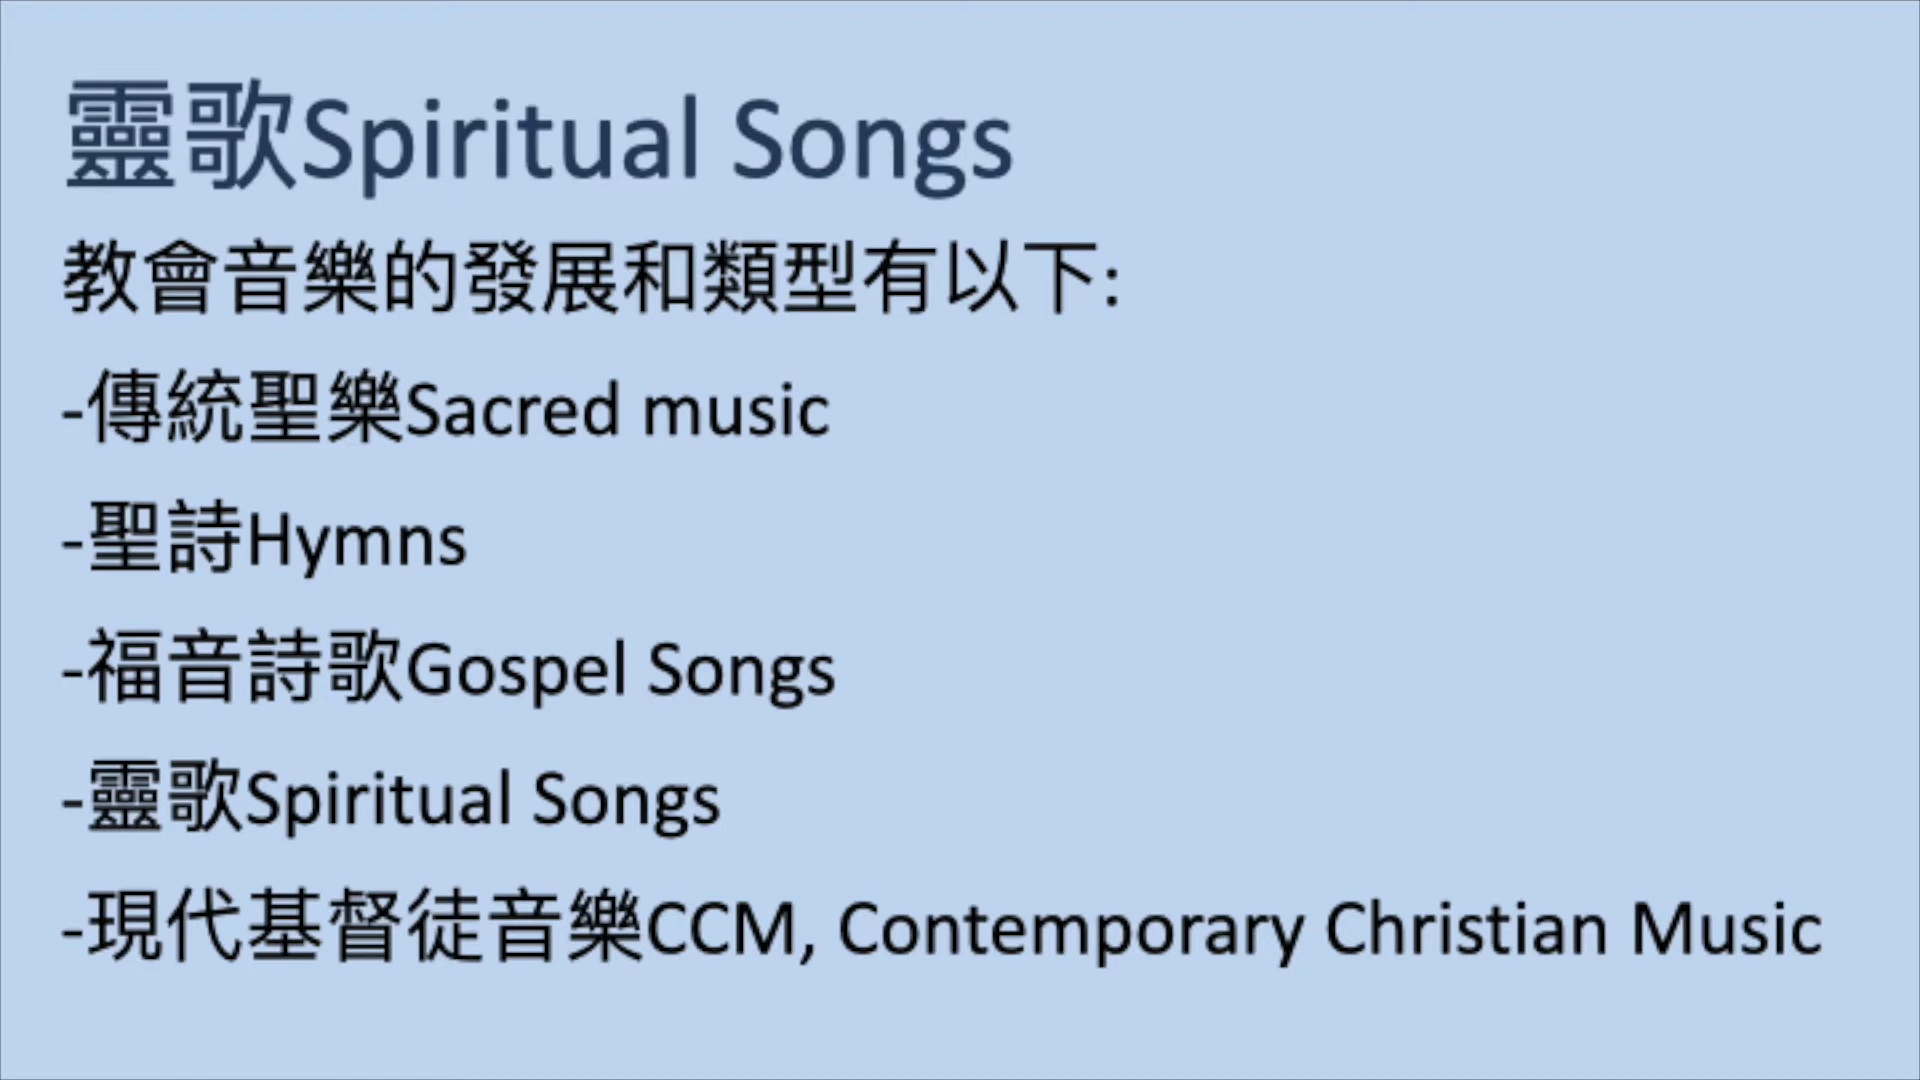 靈歌Spiritual Songs
教會音樂的發展和類型有以下:
-傳統聖樂Sacred music
-聖詩Hymns
-福音詩歌Gospel Songs
-靈歌Spiritual Songs
-現代基督徒音樂CCM, Contemporary Christian Music